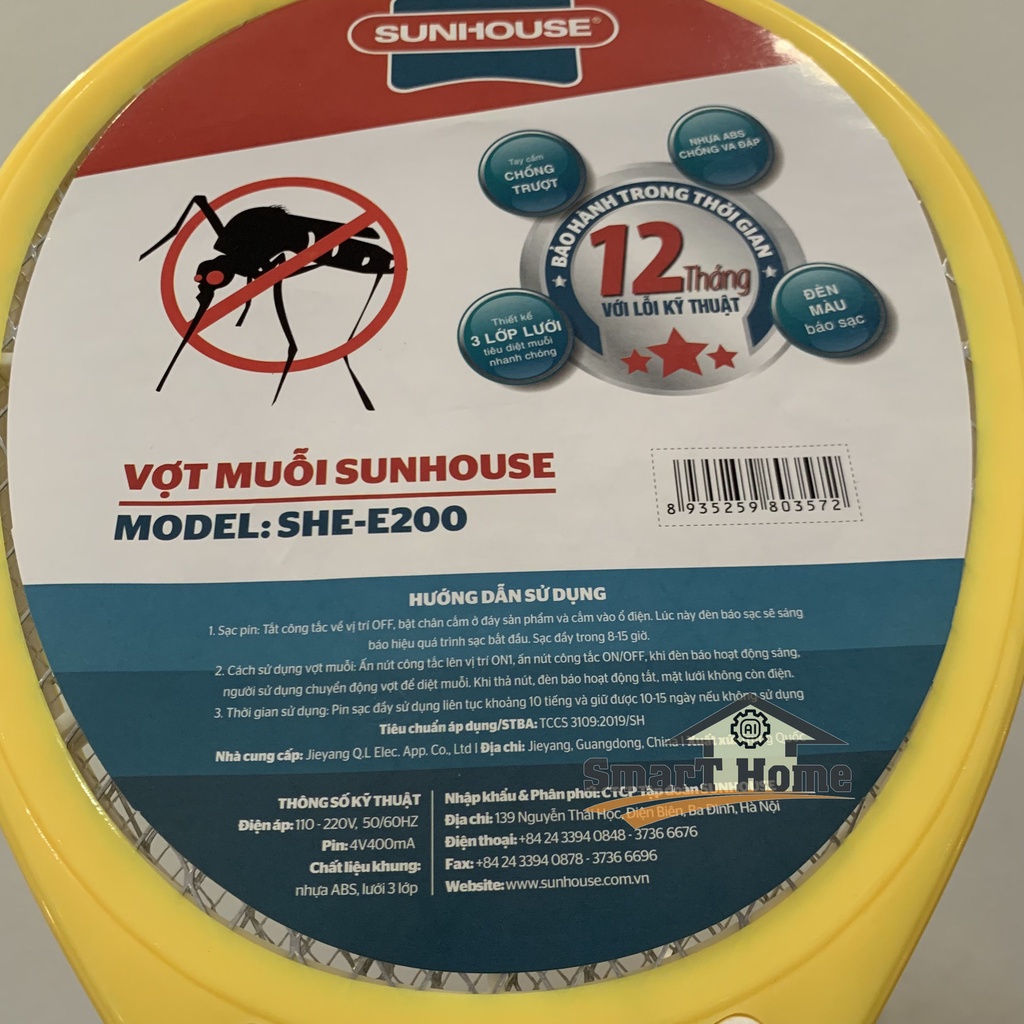 SUNHOUSE®
Tay cầm
CHỐNG
TRƯỢT
NHỰA ABS
CHỐNG VA ĐẬP
BẢO HÀNH TRONG THỜI GIAN
12 Tháng
VỚI LỖI KỸ THUẬT
Thiết kế
3 LỚP LƯỚI
tiêu diệt muỗi
nhanh chóng
ĐÈN
MÀU
báo sạc
VỢT MUỖI SUNHOUSE
MODEL: SHE-E200
8 935259 803572
HƯỚNG DẪN SỬ DỤNG
1. Sạc pin: Tắt công tắc về vị trí OFF, bật chân cắm ở đáy sản phẩm và cắm vào ổ điện. Lúc này đèn báo sạc sẽ sáng
báo hiệu quá trình sạc bắt đầu. Sạc đầy trong 8-15 giờ.
2. Cách sử dụng vợt muỗi: Ấn nút công tắc lên vị trí ON1, ấn nút công tắc ON/OFF, khi đèn báo hoạt động sáng,
người sử dụng chuyển động vợt để diệt muỗi. Khi thả nút, đèn báo hoạt động tắt, mặt lưới không còn điện.
3. Thời gian sử dụng: Pin sạc đầy sử dụng liên tục khoảng 10 tiếng và giữ được 10-15 ngày nếu không sử dụng
Tiêu chuẩn áp dụng/STBA: TCCS 3109:2019/SH
Nhà cung cấp: Jieyang Q.L Elec. App. Co., Ltd | Địa chỉ: Jieyang, Guangdong, China Quốc
AI
SmarT Home
THÔNG SỐ KỸ THUẬT
Điện áp: 110 - 220V, 50/60HZ
Pin: 4V400mA
Chất liệu khung:
nhựa ABS, lưới 3 lớp
Nhập khẩu & Phân phối: CTCP Tập đoàn SUNHOUSE
Địa chỉ: 139 Nguyễn Thái Học, Điện Biên, Ba Đình, Hà Nội
Điện thoại: +84 24 3394 0848 - 3736 6676
Fax: +84 24 3394 0878 - 3736 6696
Website: www.sunhouse.com.vn